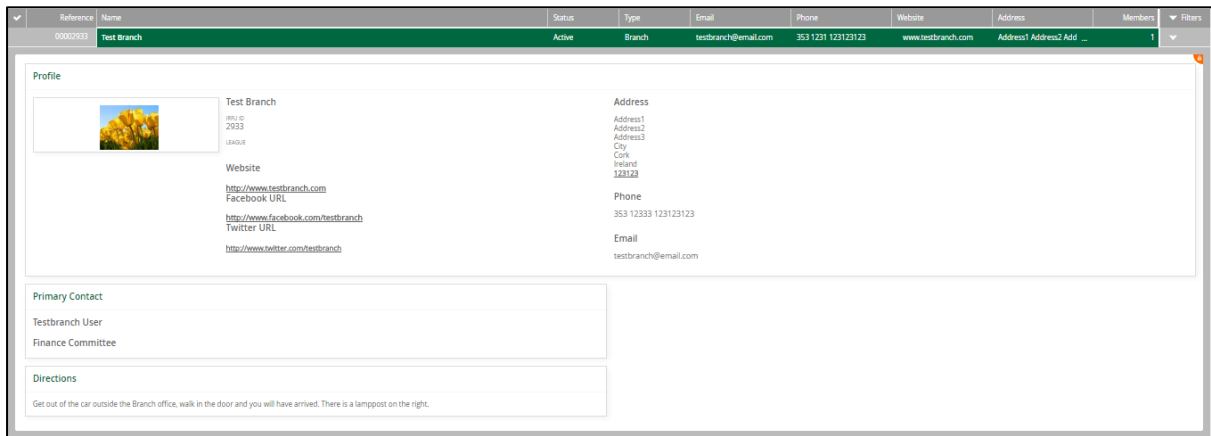 Reference Name Status Type Email Phone Website Address Members Filters
00002933 Test Branch Active Branch testbranch@email.com 353 1231 123123123 www.testbranch.com Address1 Address2 Add ... 1
6
Profile
Test Branch
IRFU ID
2933
LEAGUE
Website
http://www.testbranch.com
Facebook URL
http://www.facebook.com/testbranch
Twitter URL
http://www.twitter.com/testbranch
Address
Address1
Address2
Address3
City
Cork
Ireland
123123
Phone
353 12333 123123123
Email
testbranch@email.com
Primary Contact
Testbranch User
Finance Committee
Directions
Get out of the car outside the Branch office, walk in the door and you will have arrived. There is a lamppost on the right.